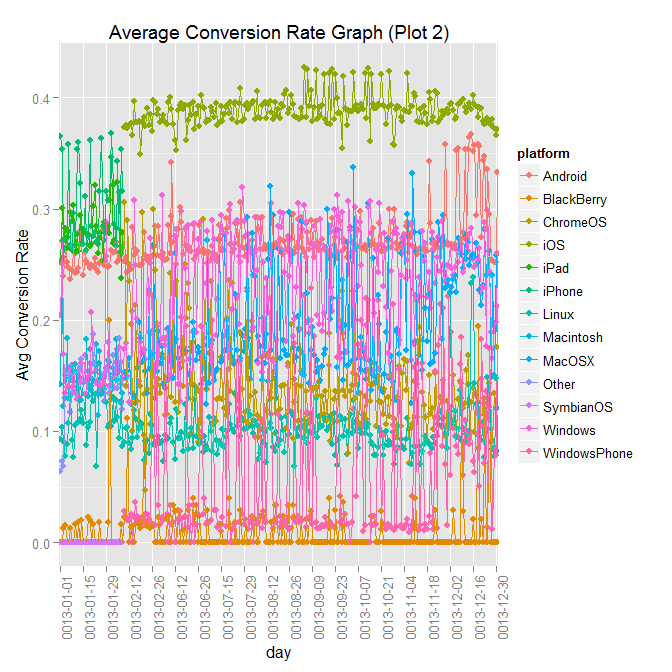 Average Conversion Rate Graph (Plot 2)
Avg Conversion Rate
0.4
0.3
0.2
0.1
0.0
0013-01-01
0013-01-15
0013-01-29
0013-02-12
0013-02-26
0013-06-12
0013-06-26
0013-07-15
0013-07-29
0013-08-12
0013-08-26
0013-09-09
0013-09-23
0013-10-07
0013-10-21
0013-11-04
0013-11-18
0013-12-02
0013-12-16
0013-12-30
day
platform
Android
BlackBerry
ChromeOS
iOS
iPad
iPhone
Linux
Macintosh
MacOSX
Other
SymbianOS
Windows
WindowsPhone